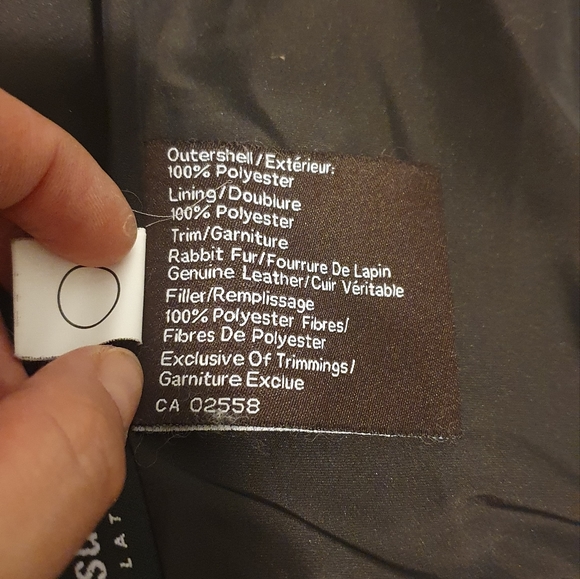 Outershell/Extérieur:
100% Polyester
Lining/Doublure
100% Polyester
Trim/Garniture
Rabbit Fur/Fourrure De Lapin
Genuine Leather/Cuir Véritable
Filler/Remplissage
100% Polyester Fibres/
Fibres De Polyester
Exclusive Of Trimmings/
Garniture Exclue
CA 02558